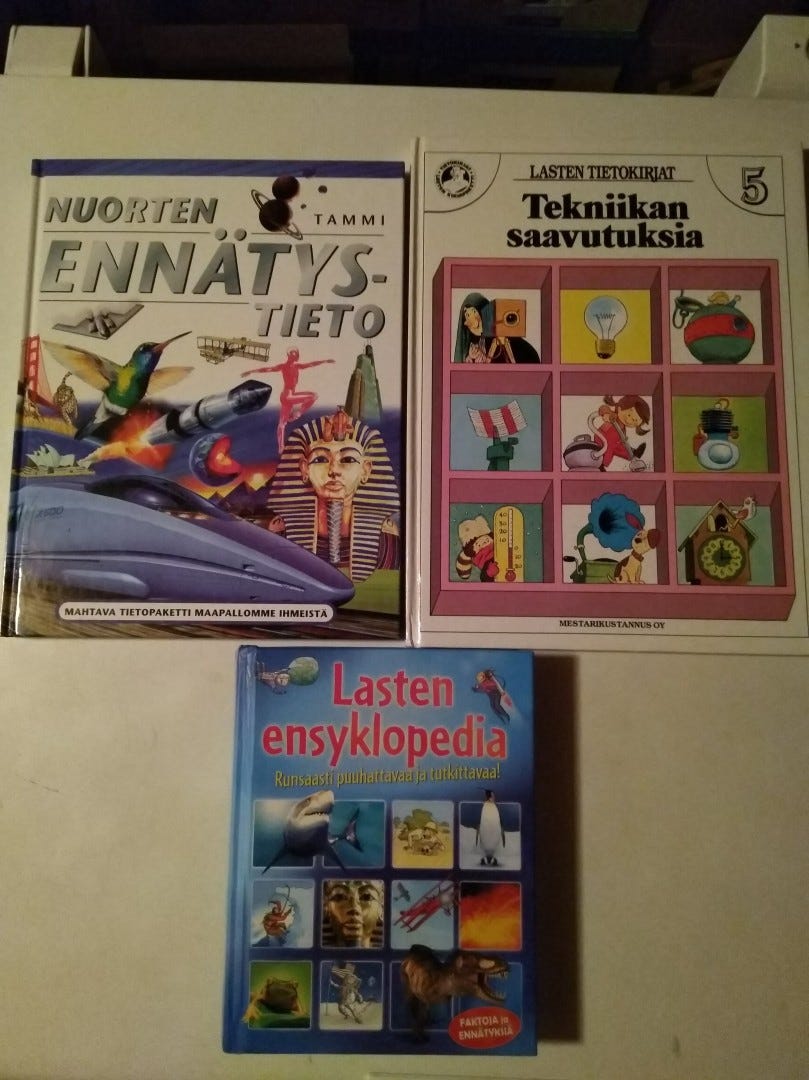 NUORTEN
TAMMI
ENNÄTYS-
TIETO
MAHTAVA TIETOPAKETTI MAAPALLOMME IHMEISTÄ
LASTEN TIETOKIRJAT
5
Tekniikan
saavutuksia
MESTARIKUSTANNUS OY
Lasten
ensyklopedia
Runsaasti puuhattavaa ja tutkittavaa!
FAKTOJA ja
ENNÄTYKSIÄ